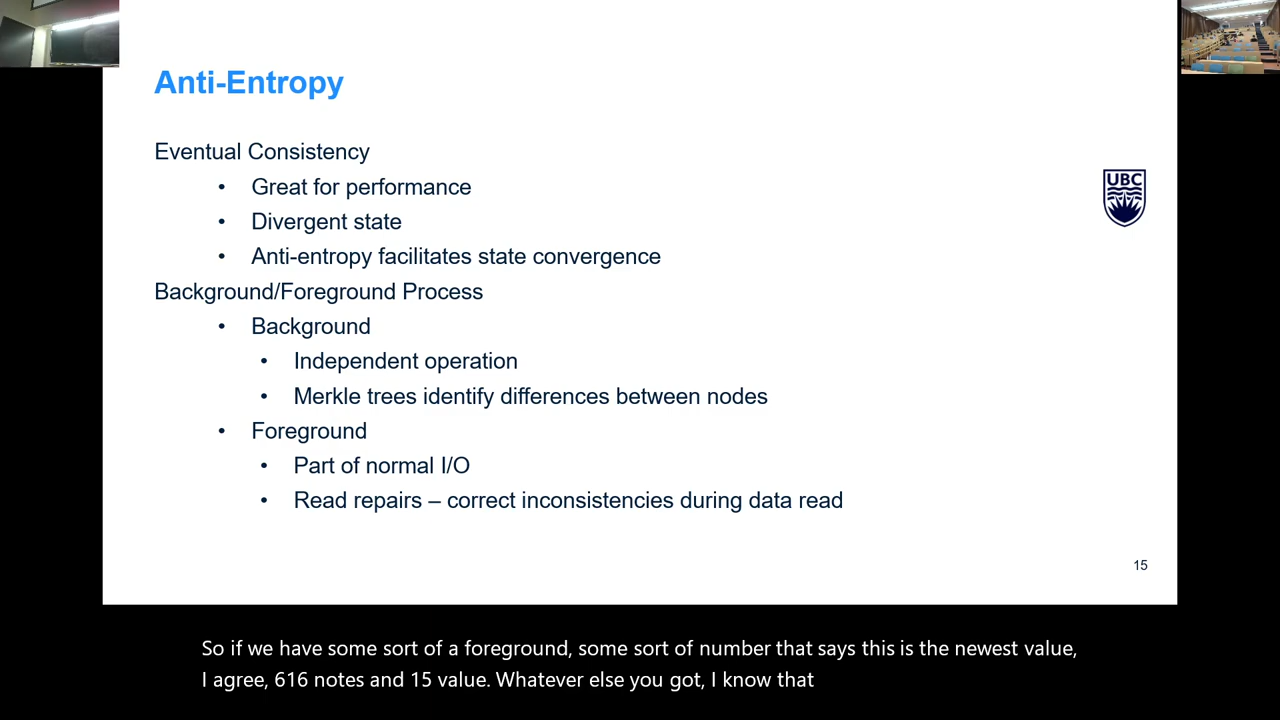 Anti-Entropy
Eventual Consistency
• Great for performance
• Divergent state
• Anti-entropy facilitates state convergence
UBC
Background/Foreground Process
• Background
• Independent operation
• Merkle trees identify differences between nodes
• Foreground
• Part of normal I/O
• Read repairs – correct inconsistencies during data read
15
So if we have some sort of a foreground, some sort of number that says this is the newest value,
I agree, 616 notes and 15 value. Whatever else you got, I know that